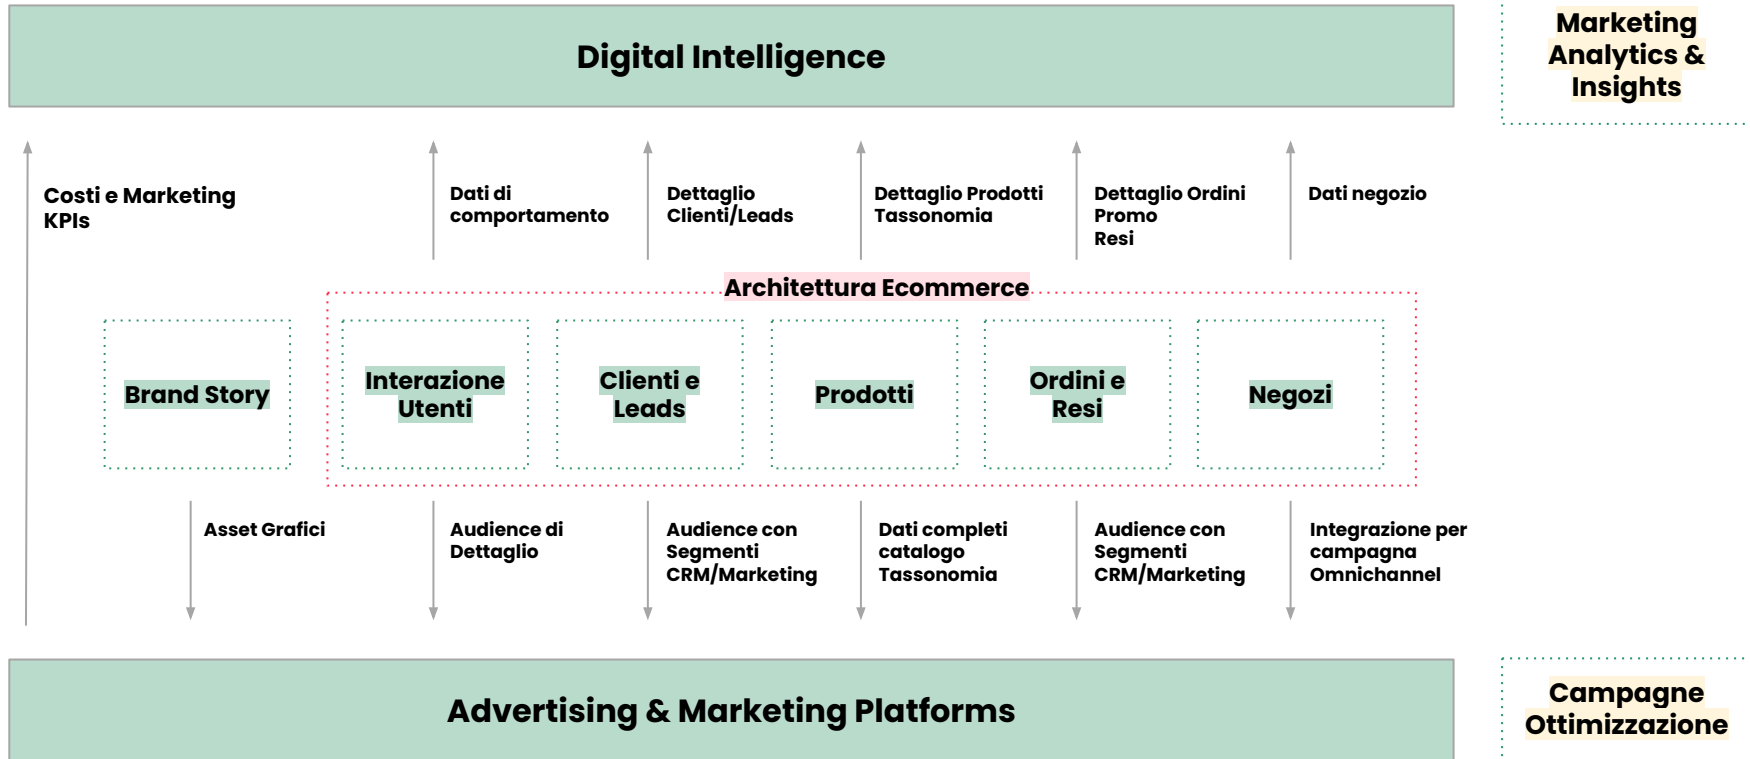 Digital Intelligence
Marketing
Analytics &
Insights
Costi e Marketing
KPIs
Dati di
comportamento
Dettaglio
Clienti/Leads
Dettaglio Prodotti
Tassonomia
Dettaglio Ordini
Promo
Resi
Dati negozio
Architettura Ecommerce
Brand Story
Interazione
Utenti
Clienti e
Leads
Prodotti
Ordini e
Resi
Negozi
Asset Grafici
Audience di
Dettaglio
Audience con
Segmenti
CRM/Marketing
Dati completi
catalogo
Tassonomia
Audience con
Segmenti
CRM/Marketing
Integrazione per
campagna
Omnichannel
Advertising & Marketing Platforms
Campagne
Ottimizzazione